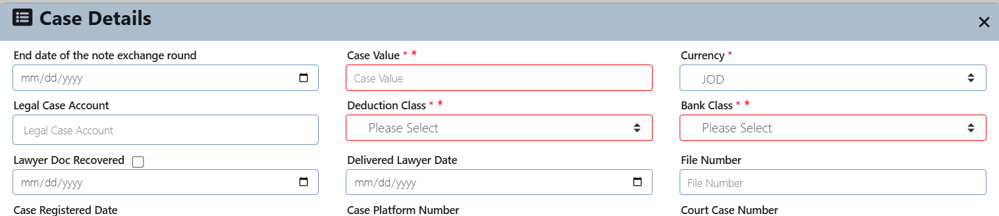 Case Details
End date of the note exchange round
Case Value * *
Currency *
mm/dd/yyyy
Case Value
JOD
Legal Case Account
Deduction Class * *
Bank Class * *
Legal Case Account
Please Select
Please Select
Lawyer Doc Recovered
Delivered Lawyer Date
File Number
mm/dd/yyyy
mm/dd/yyyy
File Number
Case Registered Date
Case Platform Number
Court Case Number